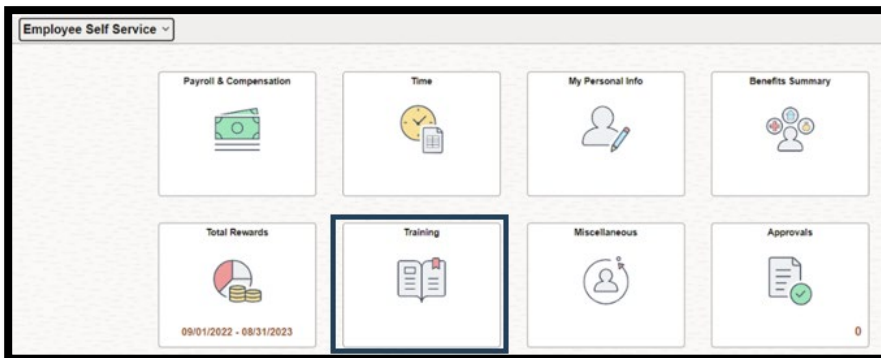 Employee Self Service
Payroll & Compensation
Time
My Personal Info
Benefits Summary
Total Rewards
Training
Miscellaneous
Approvals
09/01/2022 - 08/31/2023
0